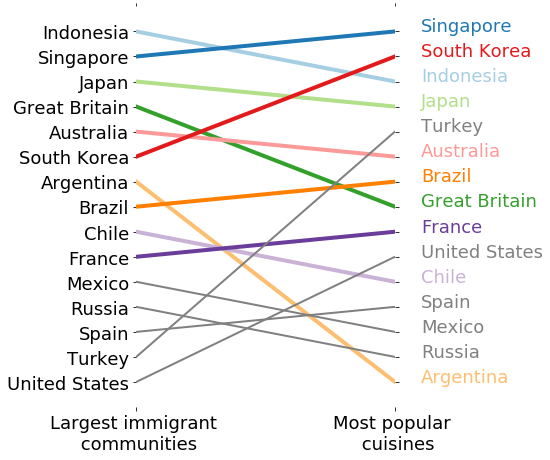 Indonesia
Singapore
Japan
Great Britain
Australia
South Korea
Argentina
Brazil
Chile
France
Mexico
Russia
Spain
Turkey
United States
Singapore
South Korea
Indonesia
Japan
Turkey
Australia
Brazil
Great Britain
France
United States
Chile
Spain
Mexico
Russia
Argentina
Largest immigrant
communities
Most popular
cuisines